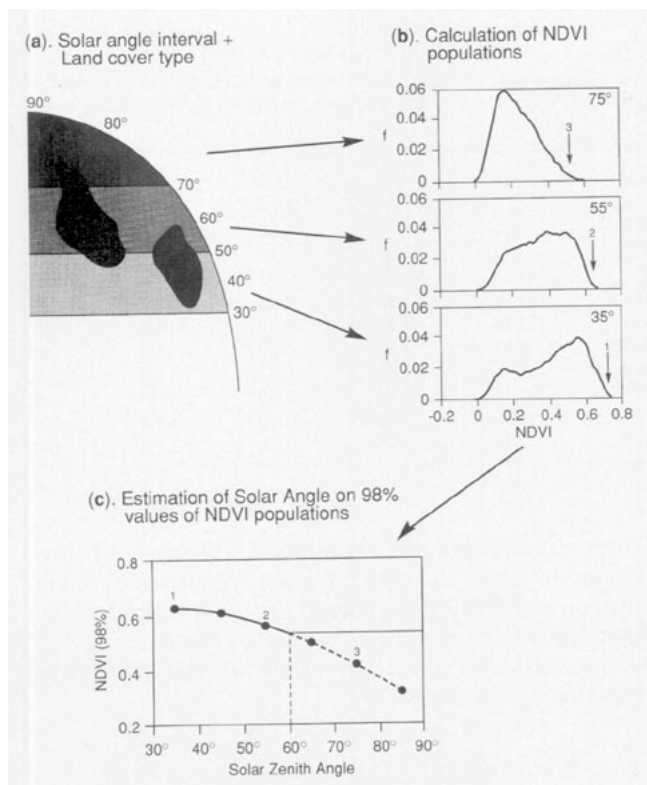 (a). Solar angle interval +
Land cover type
90°
80°
70°
60°
50°
40°
30°
(b). Calculation of NDVI
populations
0.06
0.04
0.02
0
f
75°
3
0.06
0.04
0.02
0
f
55°
2
0.06
0.04
0.02
0
f
35°
1
-0.2 0 0.2 0.4 0.6 0.8
NDVI
(c). Estimation of Solar Angle on 98%
values of NDVI populations
0.8
0.6
0.4
0.2
NDVI (98%)
1
2
3
30° 40° 50° 60° 70° 80° 90°
Solar Zenith Angle